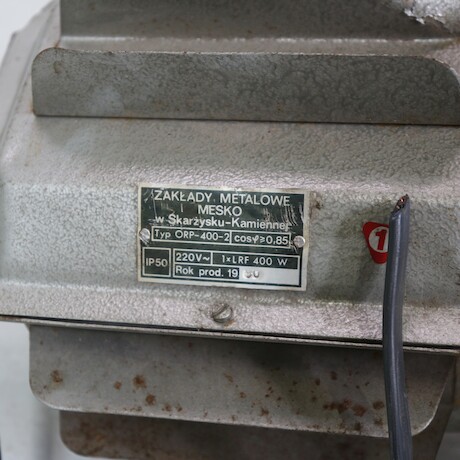 ZAKŁADY METALOWE
MESKO
w Skarżysku-Kamiennej
Typ ORP-400-2 cosφ≥0,85
IP50 220V~ 1×LRF 400 W
Rok prod. 19
1